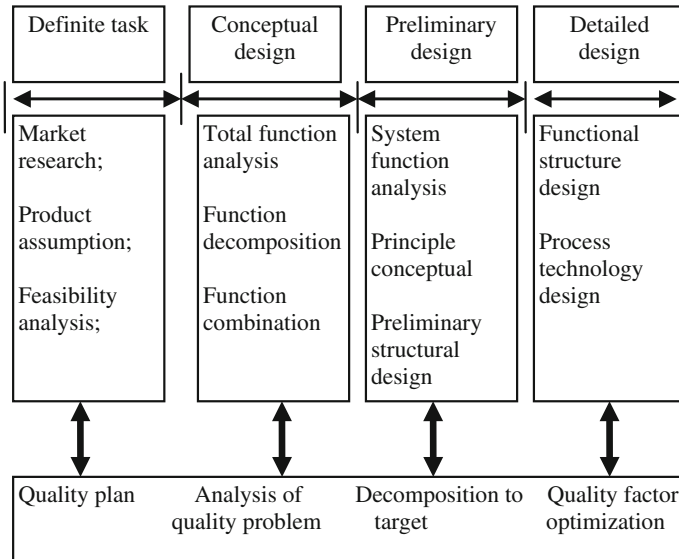 Definite task
Conceptual
design
Preliminary
design
Detailed
design
Market
research;
Product
assumption;
Feasibility
analysis;
Total function
analysis
Function
decomposition
Function
combination
System
function
analysis
Principle
conceptual
Preliminary
structural
design
Functional
structure
design
Process
technology
design
Quality plan
Analysis of
quality problem
Decomposition to
target
Quality factor
optimization